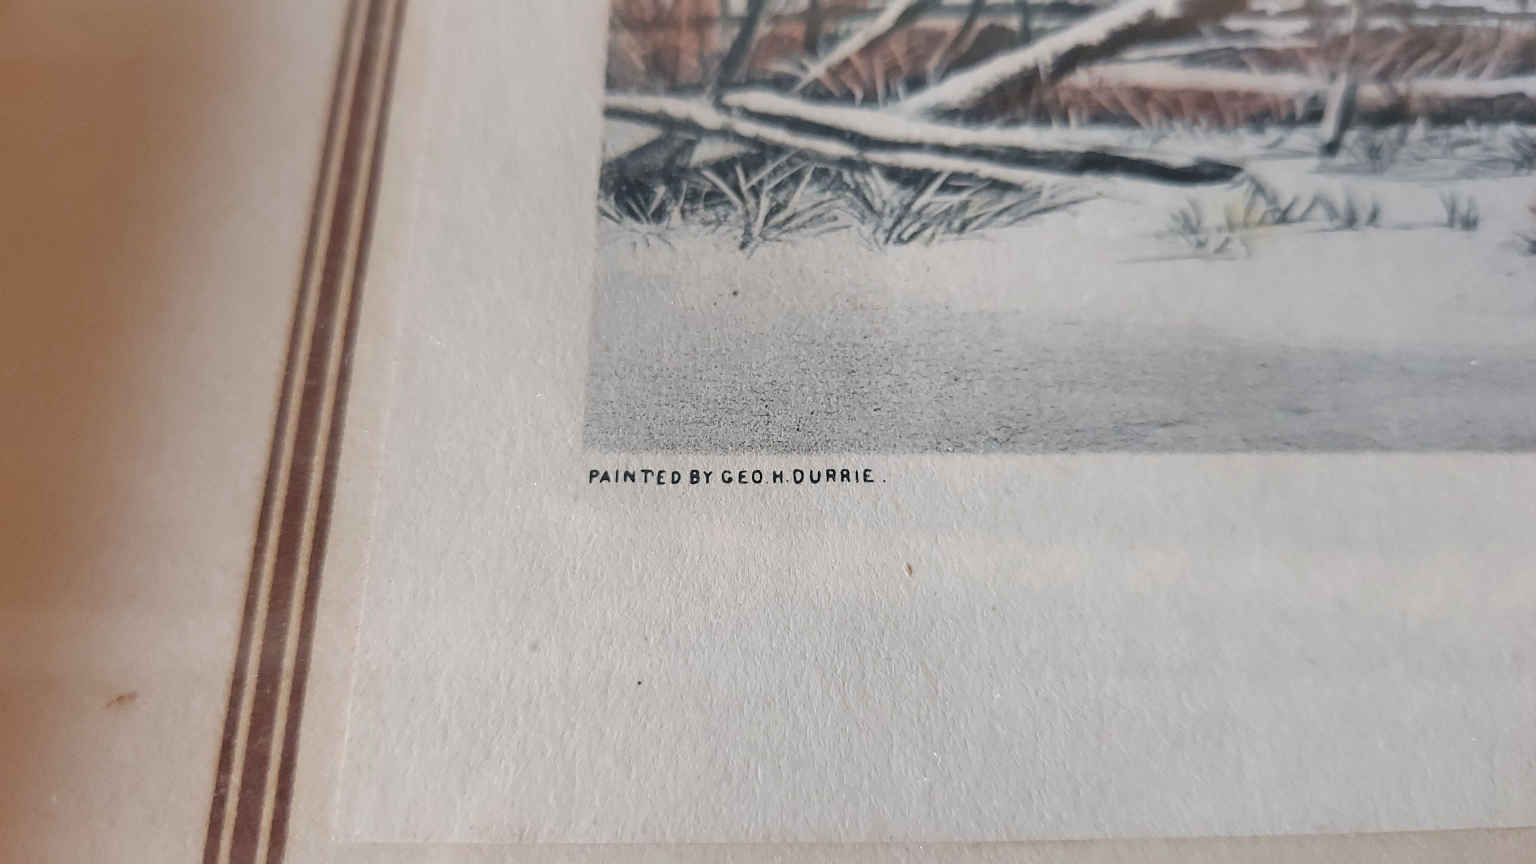 PAINTED BY GEO. H. DURRIE.